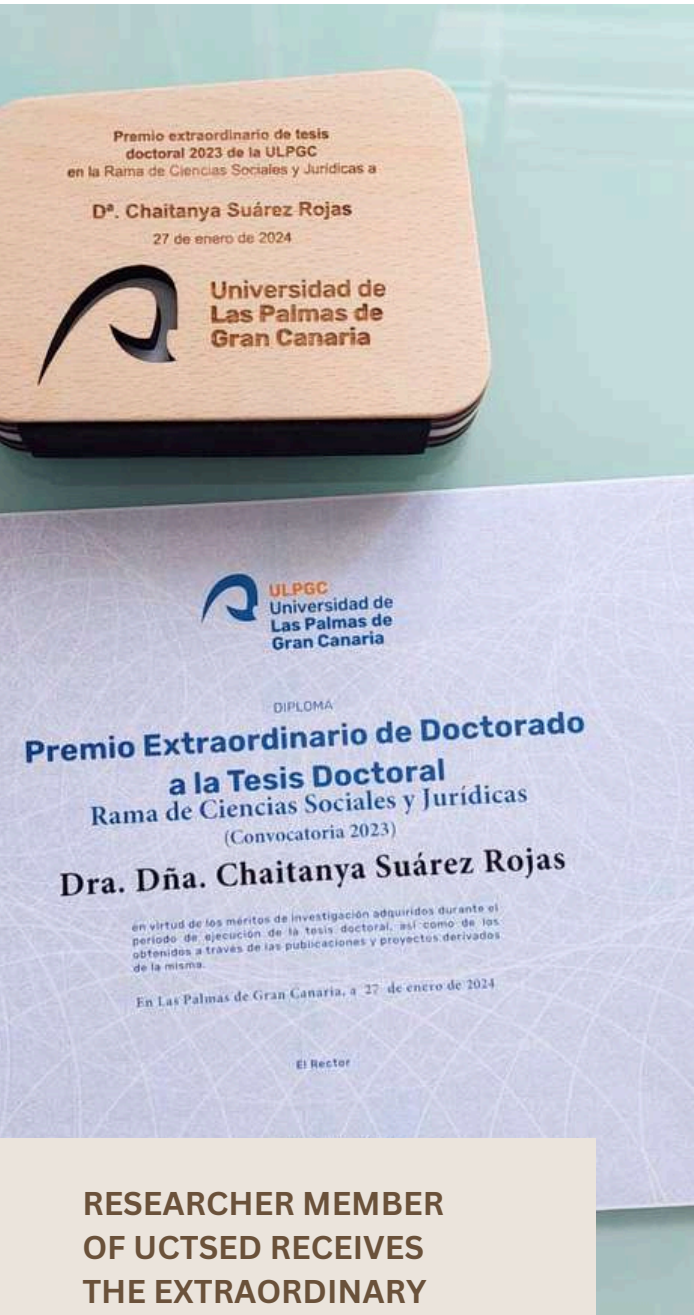 Premio extraordinario de tesis
doctoral 2023 de la ULPGC
en la Rama de Ciencias Sociales y Jurídicas a
Dª. Chaitanya Suárez Rojas
27 de enero de 2024
Universidad de
Las Palmas de
Gran Canaria
ULPGC
Universidad de
Las Palmas de
Gran Canaria
DIPLOMA
Premio Extraordinario de Doctorado
a la Tesis Doctoral
Rama de Ciencias Sociales y Jurídicas
(Convocatoria 2023)
Dra. Dña. Chaitanya Suárez Rojas
en virtud de los méritos de investigación adquiridos durante el
periodo de ejecución de la tesis doctoral, así como de los
obtenidos a través de las publicaciones y proyectos derivados
de la misma.
En Las Palmas de Gran Canaria, a 27 de enero de 2024
El Rector
RESEARCHER MEMBER
OF UCTSED RECEIVES
THE EXTRAORDINARY